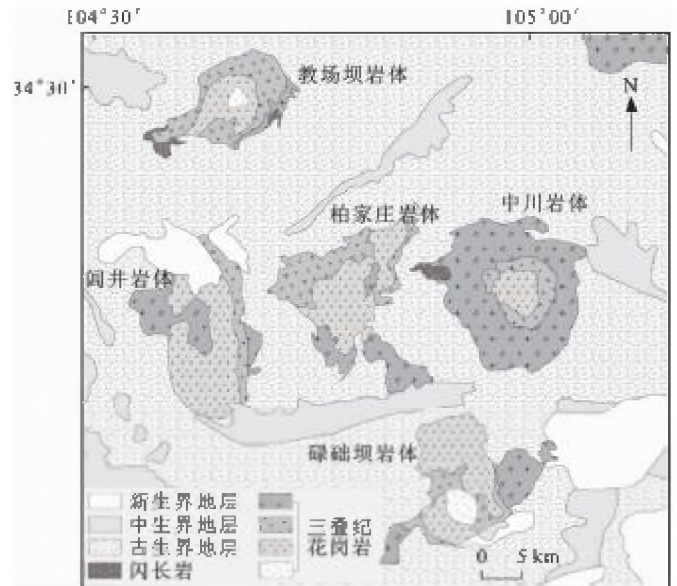 104°30′
105°00′
34°30′
教场坝岩体
N
中川岩体
柏家庄岩体
闾井岩体
碌础坝岩体
新生界地层
中生界地层
古生界地层
闪长岩
三叠纪
花岗岩
0 5 km